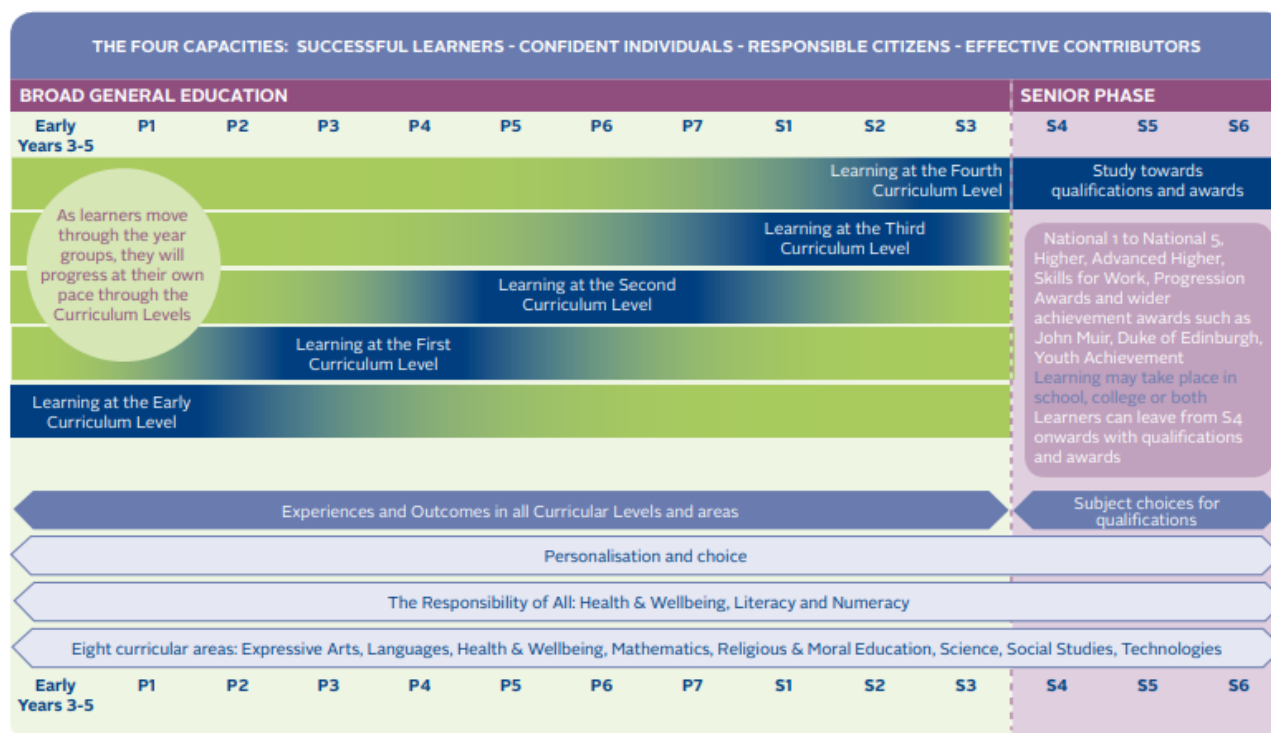 THE FOUR CAPACITIES: SUCCESSFUL LEARNERS - CONFIDENT INDIVIDUALS - RESPONSIBLE CITIZENS - EFFECTIVE CONTRIBUTORS
BROAD GENERAL EDUCATION
SENIOR PHASE
Early Years 3-5 P1 P2 P3 P4 P5 P6 P7 S1 S2 S3 S4 S5 S6
Learning at the Fourth
Curriculum Level
Study towards
qualifications and awards
As learners move
through the year
groups, they will
progress at their own
pace through the
Curriculum Levels
Learning at the Third
Curriculum Level
Learning at the Second
Curriculum Level
Learning at the First
Curriculum Level
Learning at the Early
Curriculum Level
National 1 to National 5,
Higher, Advanced Higher,
Skills for Work, Progression
Awards and wider
achievement awards such as
John Muir, Duke of Edinburgh,
Youth Achievement
Learning may take place in
school, college or both
Learners can leave from S4
onwards with qualifications
and awards
Experiences and Outcomes in all Curricular Levels and areas
Subject choices for
qualifications
Personalisation and choice
The Responsibility of All: Health & Wellbeing, Literacy and Numeracy
Eight curricular areas: Expressive Arts, Languages, Health & Wellbeing, Mathematics, Religious & Moral Education, Science, Social Studies, Technologies
Early Years 3-5 P1 P2 P3 P4 P5 P6 P7 S1 S2 S3 S4 S5 S6